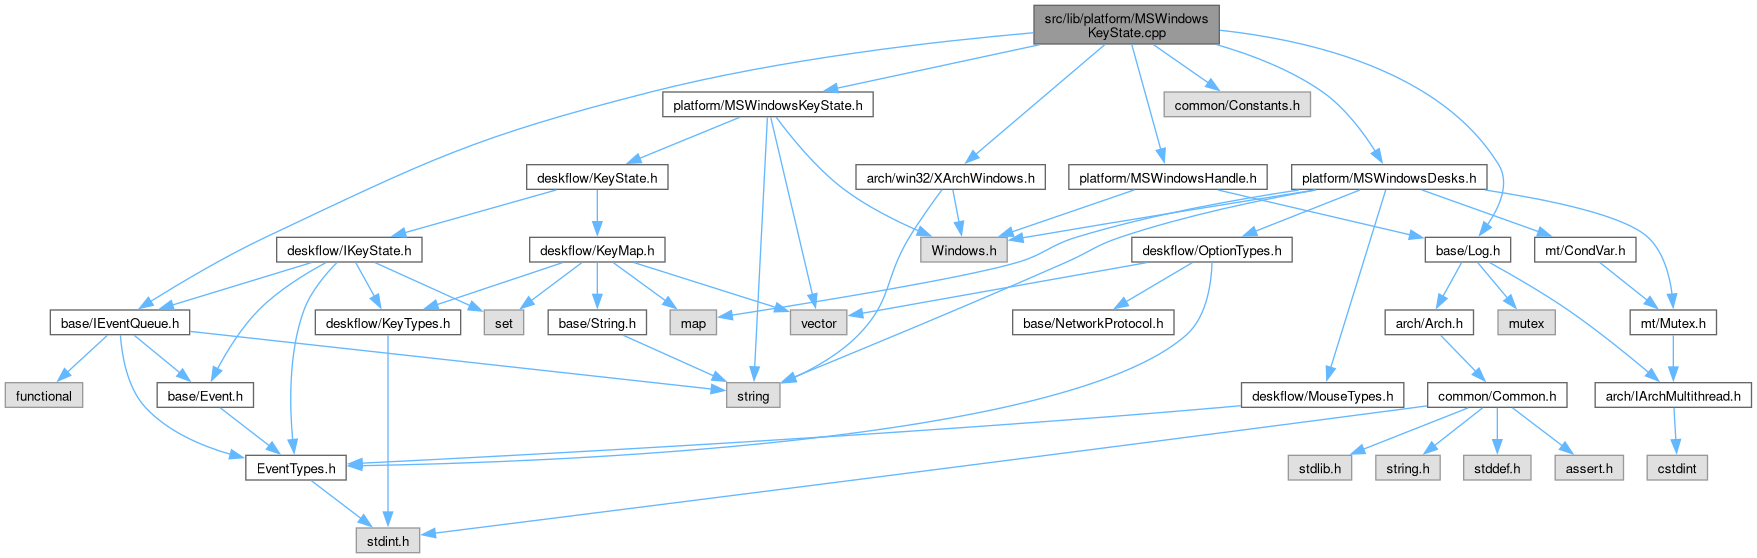 src/lib/platform/MSWindows
KeyState.cpp
platform/MSWindowsKeyState.h
common/Constants.h
deskflow/KeyState.h
arch/win32/XArchWindows.h
platform/MSWindowsHandle.h
platform/MSWindowsDesks.h
deskflow/IKeyState.h
deskflow/KeyMap.h
Windows.h
deskflow/OptionTypes.h
base/Log.h
mt/CondVar.h
base/IEventQueue.h
deskflow/KeyTypes.h
set
base/String.h
map
vector
base/NetworkProtocol.h
arch/Arch.h
mutex
mt/Mutex.h
functional
base/Event.h
string
deskflow/MouseTypes.h
common/Common.h
arch/IArchMultithread.h
EventTypes.h
stdlib.h
string.h
stddef.h
assert.h
cstdint
stdint.h